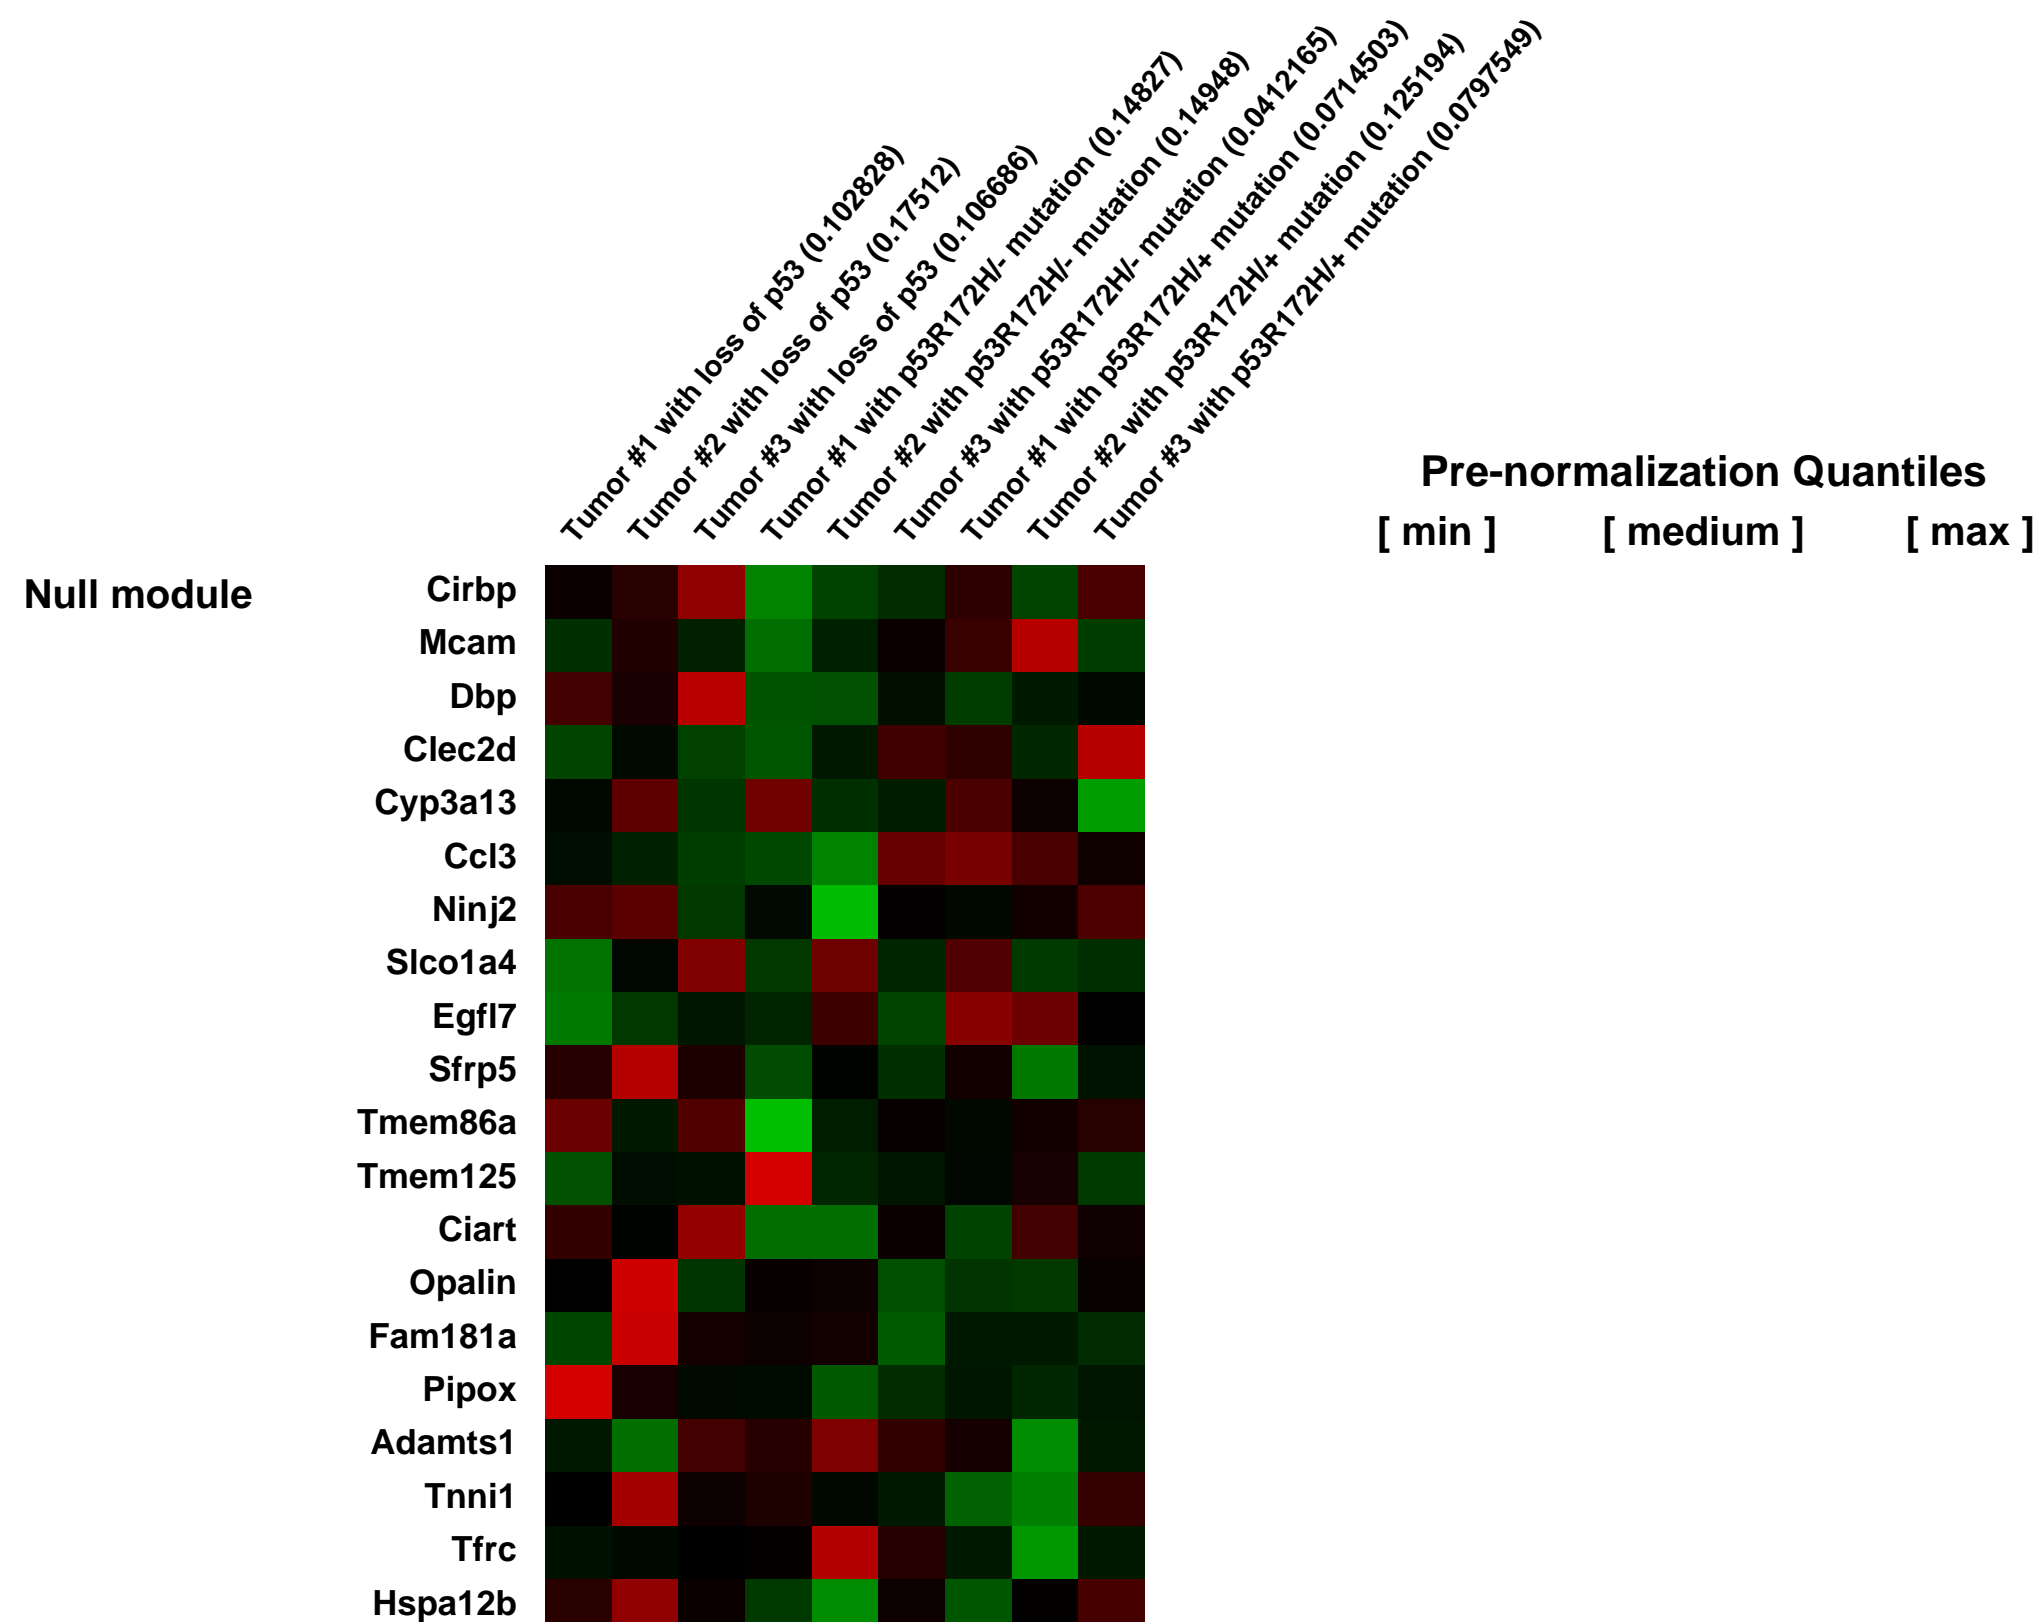 Tumor #1 with loss of p53 (0.102828)
Tumor #2 with loss of p53 (0.17512)
Tumor #3 with loss of p53 (0.106686)
Tumor #1 with p53R172H/- mutation (0.14827)
Tumor #2 with p53R172H/- mutation (0.14948)
Tumor #3 with p53R172H/- mutation (0.0412165)
Tumor #1 with p53R172H/+ mutation (0.0714503)
Tumor #2 with p53R172H/+ mutation (0.125194)
Tumor #3 with p53R172H/+ mutation (0.0797549)
Pre-normalization Quantiles
[ min ] [ medium ] [ max ]
Null module
Cirbp
Mcam
Dbp
Clec2d
Cyp3a13
Ccl3
Ninj2
Slco1a4
Egfl7
Sfrp5
Tmem86a
Tmem125
Ciart
Opalin
Fam181a
Pipox
Adamts1
Tnni1
Tfrc
Hspa12b